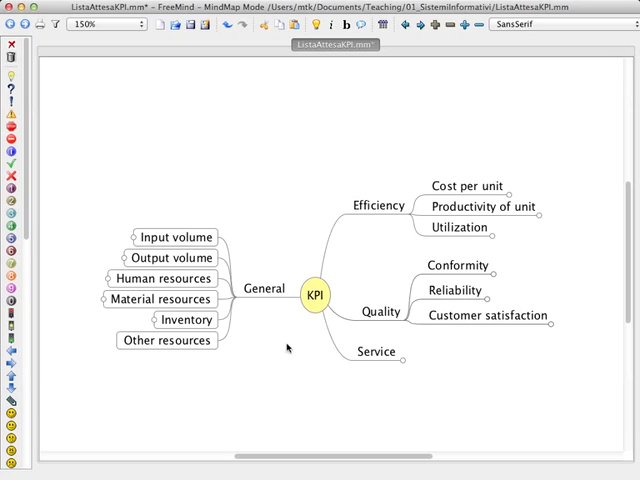 ListaAttesaKPI.mm* - FreeMind - MindMap Mode /Users/mtk/Documents/Teaching/01_SistemiInformativi/ListaAttesaKPI.mm
150%
SansSerif
ListaAttesaKPI.mm*
Efficiency
Cost per unit
Productivity of unit
Utilization
Input volume
Output volume
Human resources
Material resources
Inventory
Other resources
General
KPI
Quality
Conformity
Reliability
Customer satisfaction
Service